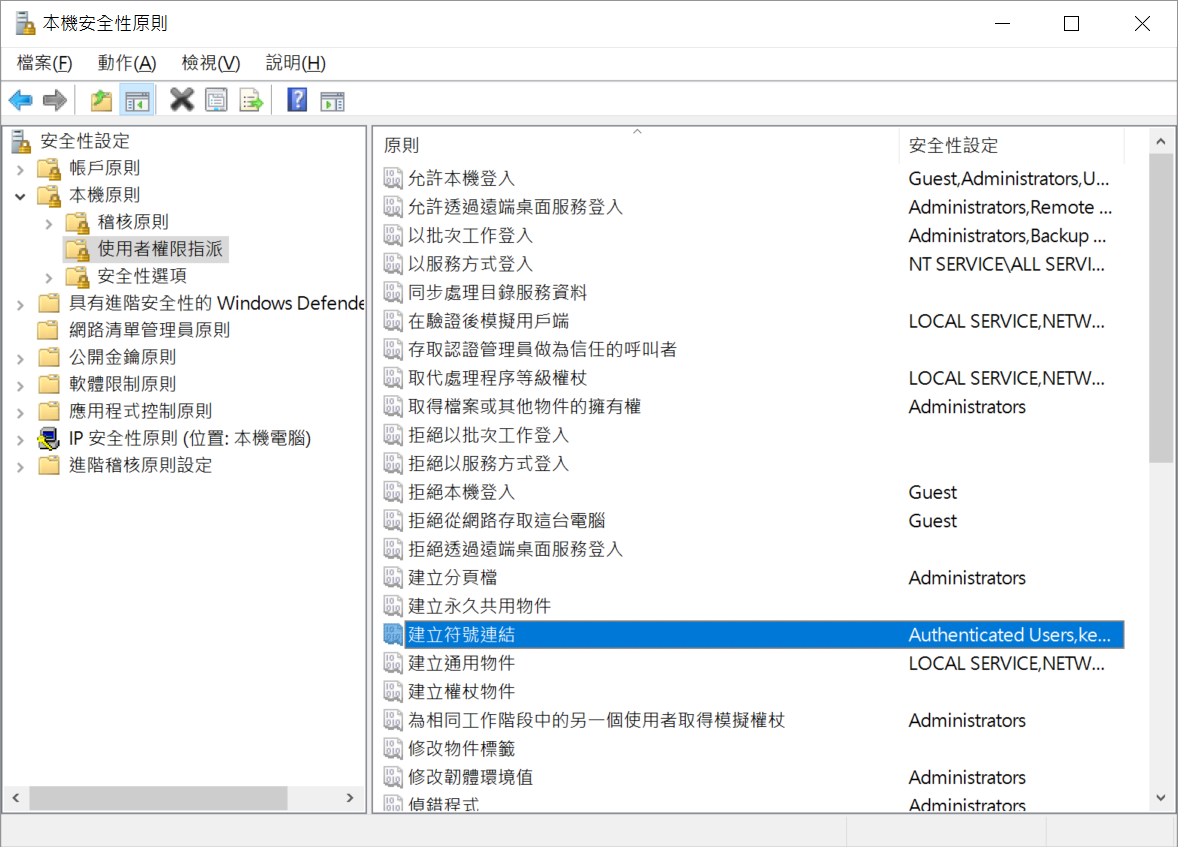 本機安全性原則
檔案(F) 動作(A) 檢視(V) 說明(H)
安全性設定
帳戶原則
本機原則
稽核原則
使用者權限指派
安全性選項
具有進階安全性的 Windows Defende
網路清單管理員原則
公開金鑰原則
軟體限制原則
應用程式控制原則
IP 安全性原則 (位置: 本機電腦)
進階稽核原則設定
原則 安全性設定
允許本機登入 Guest,Administrators,U...
允許透過遠端桌面服務登入 Administrators,Remote ...
以批次工作登入 Administrators,Backup ...
以服務方式登入 NT SERVICE\ALL SERVI...
同步處理目錄服務資料
在驗證後模擬用戶端 LOCAL SERVICE,NETW...
存取認證管理員做為信任的呼叫者
取代處理程序等級權杖 LOCAL SERVICE,NETW...
取得檔案或其他物件的擁有權 Administrators
拒絕以批次工作登入
拒絕以服務方式登入
拒絕本機登入 Guest
拒絕從網路存取這台電腦 Guest
拒絕透過遠端桌面服務登入
建立分頁檔 Administrators
建立永久共用物件
建立符號連結 Authenticated Users,ke...
建立通用物件 LOCAL SERVICE,NETW...
建立權杖物件
為相同工作階段中的另一個使用者取得模擬權杖 Administrators
修改物件標籤
修改韌體環境值 Administrators
偵錯程式 Administrators